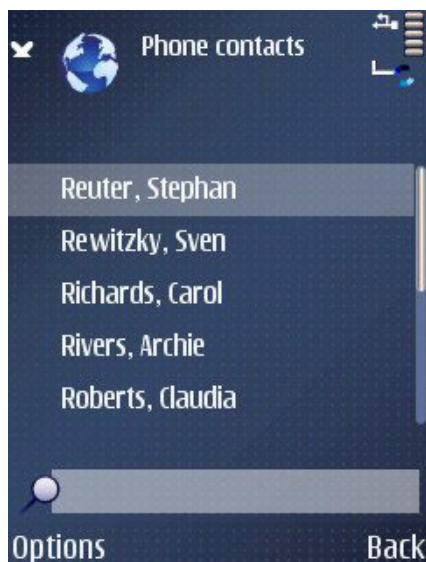 Phone contacts
Reuter, Stephan
Rewitzky, Sven
Richards, Carol
Rivers, Archie
Roberts, Claudia
Options Back